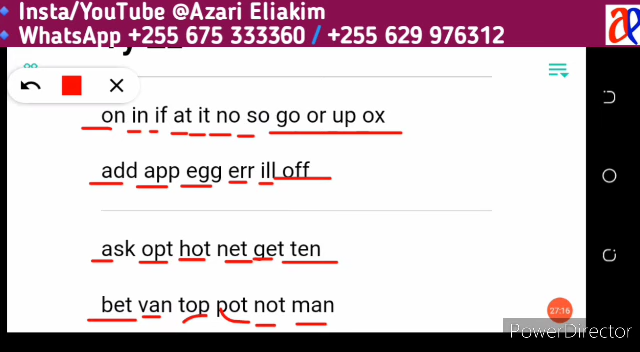 Insta/YouTube @Azari Eliakim
WhatsApp +255 675 333360 / +255 629 976312
on in if at it no so go or up ox
add app egg err ill off
ask opt hot net get ten
bet van top pot not man
27:16
PowerDirector